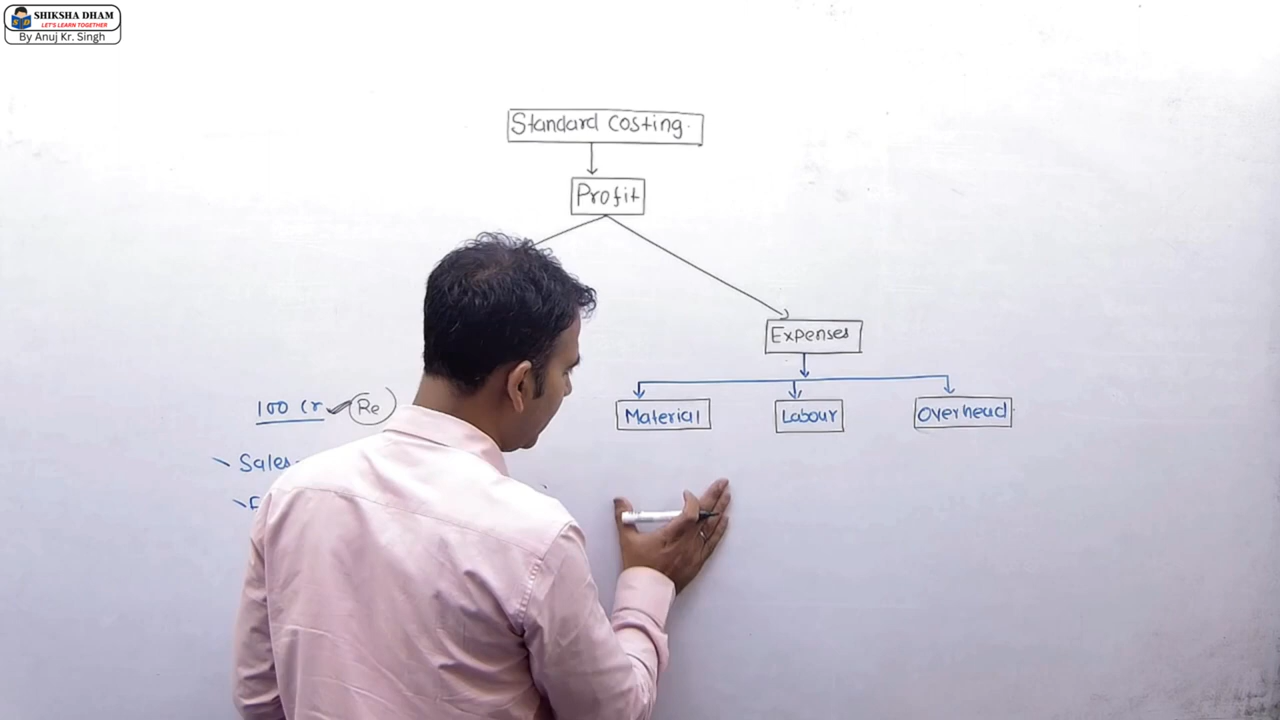 SHIKSHA DHAM
LET'S LEARN TOGETHER
By Anuj Kr. Singh
Standard Costing.
Profit
Expenses
Material Labour Overhead
100 Cr Re
Sales